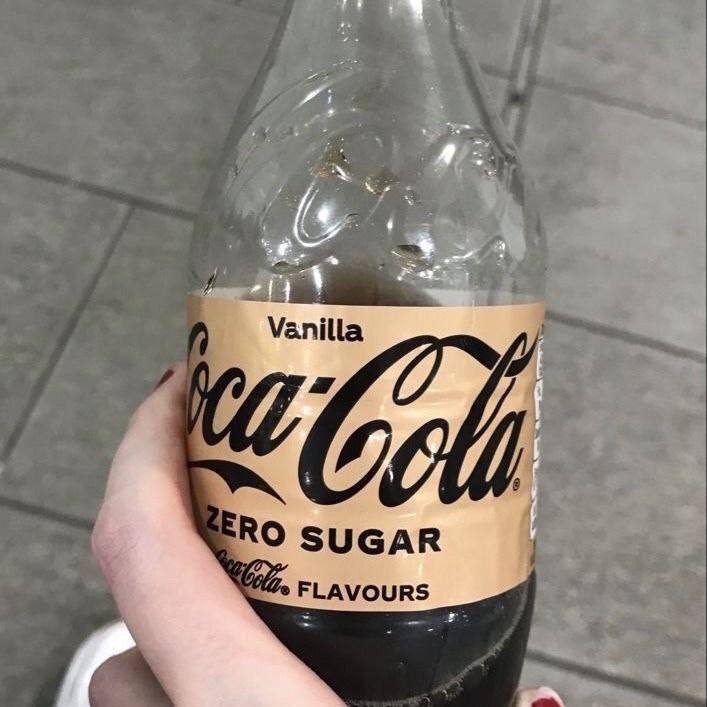 Vanilla
Coca-Cola®
ZERO SUGAR
Coca-Cola® FLAVOURS